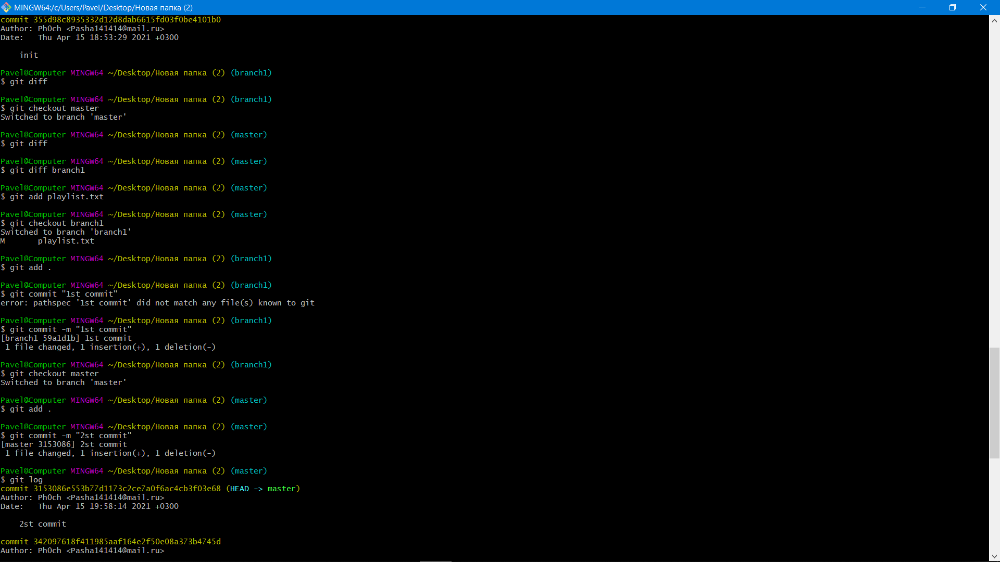 MINGW64:/c/Users/Pavel/Desktop/Новая папка (2)
commit 355d98c8935332d12d8dab6615fd03f0be4101b0
Author: Ph0ch <Pasha141414@mail.ru>
Date:   Thu Apr 15 18:53:29 2021 +0300
    init
Pavel@Computer MINGW64 ~/Desktop/Новая папка (2) (branch1)
$ git diff
Pavel@Computer MINGW64 ~/Desktop/Новая папка (2) (branch1)
$ git checkout master
Switched to branch 'master'
Pavel@Computer MINGW64 ~/Desktop/Новая папка (2) (master)
$ git diff
Pavel@Computer MINGW64 ~/Desktop/Новая папка (2) (master)
$ git diff branch1
Pavel@Computer MINGW64 ~/Desktop/Новая папка (2) (master)
$ git add playlist.txt
Pavel@Computer MINGW64 ~/Desktop/Новая папка (2) (master)
$ git checkout branch1
Switched to branch 'branch1'
M       playlist.txt
Pavel@Computer MINGW64 ~/Desktop/Новая папка (2) (branch1)
$ git add .
Pavel@Computer MINGW64 ~/Desktop/Новая папка (2) (branch1)
$ git commit "1st commit"
error: pathspec '1st commit' did not match any file(s) known to git
Pavel@Computer MINGW64 ~/Desktop/Новая папка (2) (branch1)
$ git commit -m "1st commit"
[branch1 59a1d1b] 1st commit
 1 file changed, 1 insertion(+), 1 deletion(-)
Pavel@Computer MINGW64 ~/Desktop/Новая папка (2) (branch1)
$ git checkout master
Switched to branch 'master'
Pavel@Computer MINGW64 ~/Desktop/Новая папка (2) (master)
$ git add .
Pavel@Computer MINGW64 ~/Desktop/Новая папка (2) (master)
$ git commit -m "2st commit"
[master 3153086] 2st commit
 1 file changed, 1 insertion(+), 1 deletion(-)
Pavel@Computer MINGW64 ~/Desktop/Новая папка (2) (master)
$ git log
commit 3153086e553b77d1173c2ce7a0f6ac4cb3f03e68 (HEAD -> master)
Author: Ph0ch <Pasha141414@mail.ru>
Date:   Thu Apr 15 19:58:14 2021 +0300
    2st commit
commit 342097618f411985aaf164e2f50e08a373b4745d
Author: Ph0ch <Pasha141414@mail.ru>